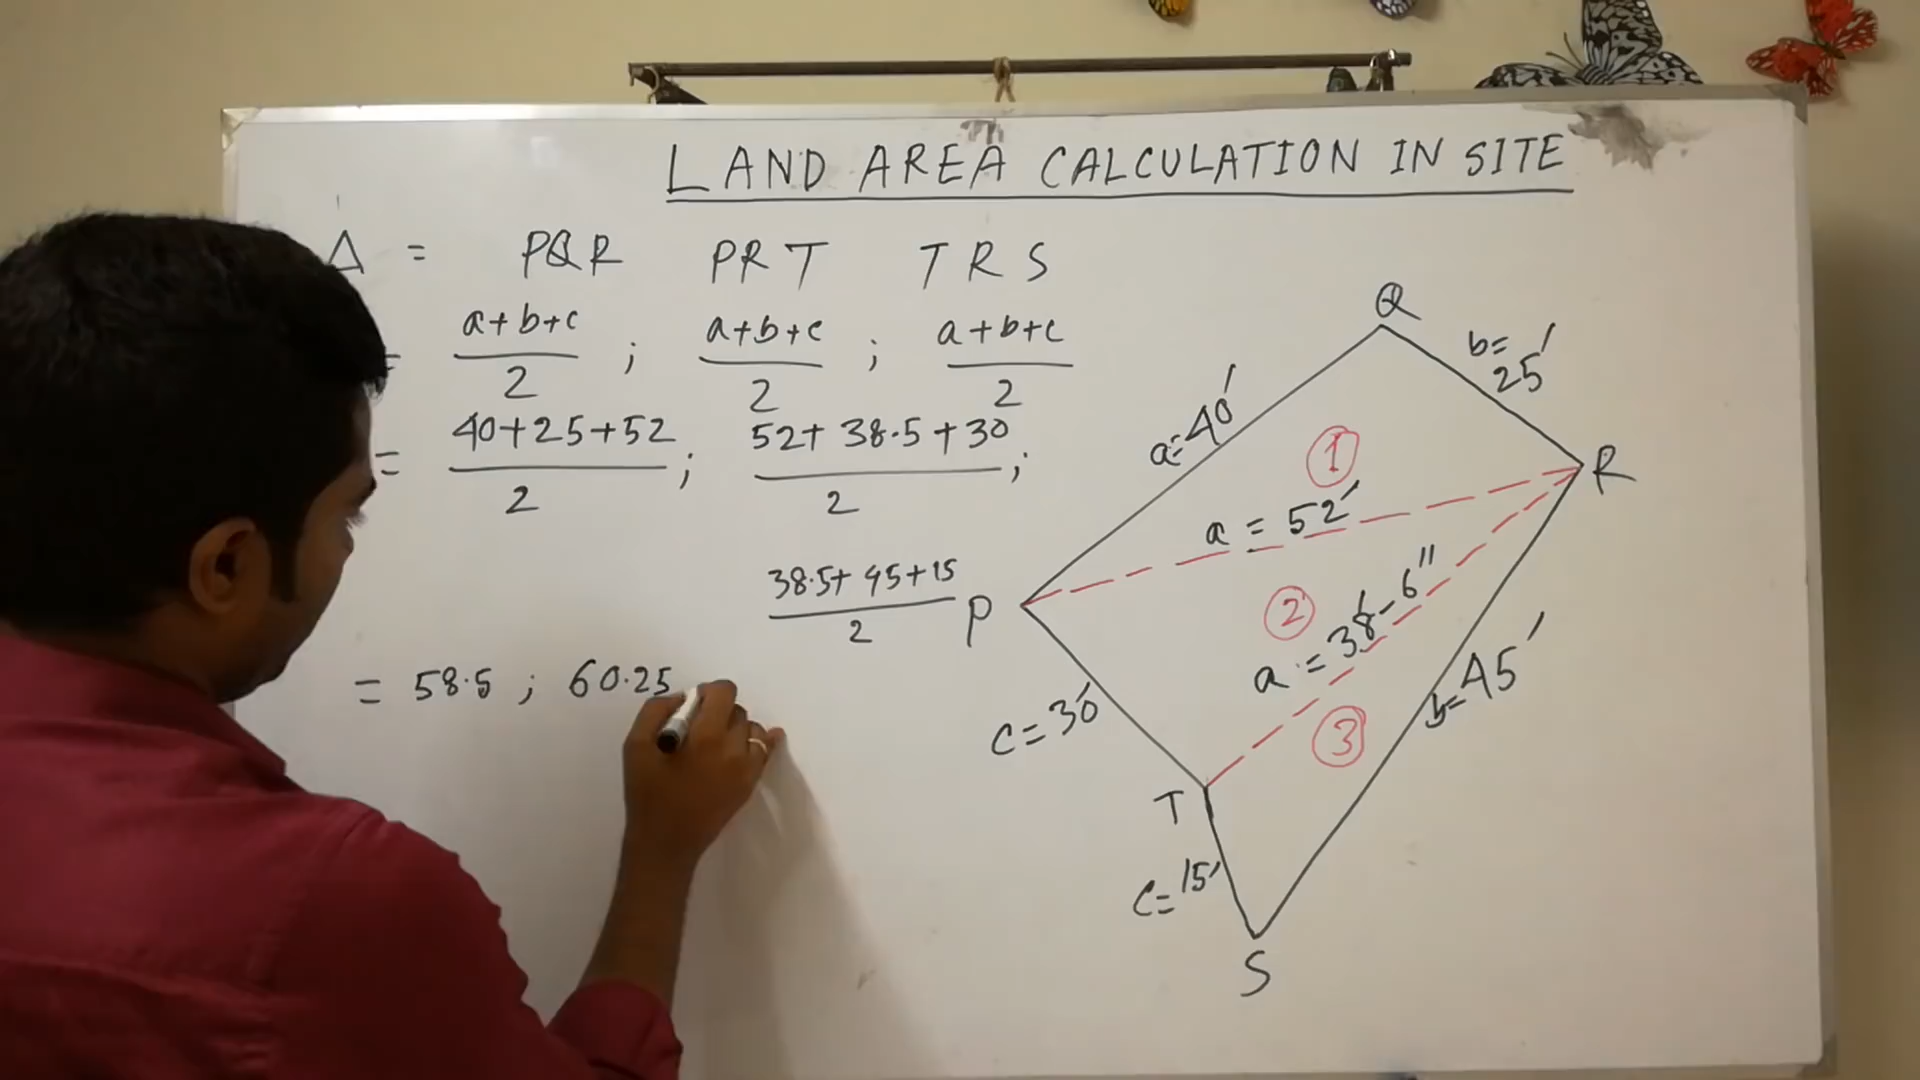 LAND AREA CALCULATION IN SITE
Δ = PQR PRT TRS
= a+b+c/2 ; a+b+c/2 ; a+b+c/2
= 40+25+52/2 ; 52+38.5+30/2 ;
38.5+45+15/2
= 58.5 ; 60.25
Q
b=25'
a=40'
R
1
a = 52'
P
2
a = 38'-6"
b=45'
c=30'
3
T
c=15'
S